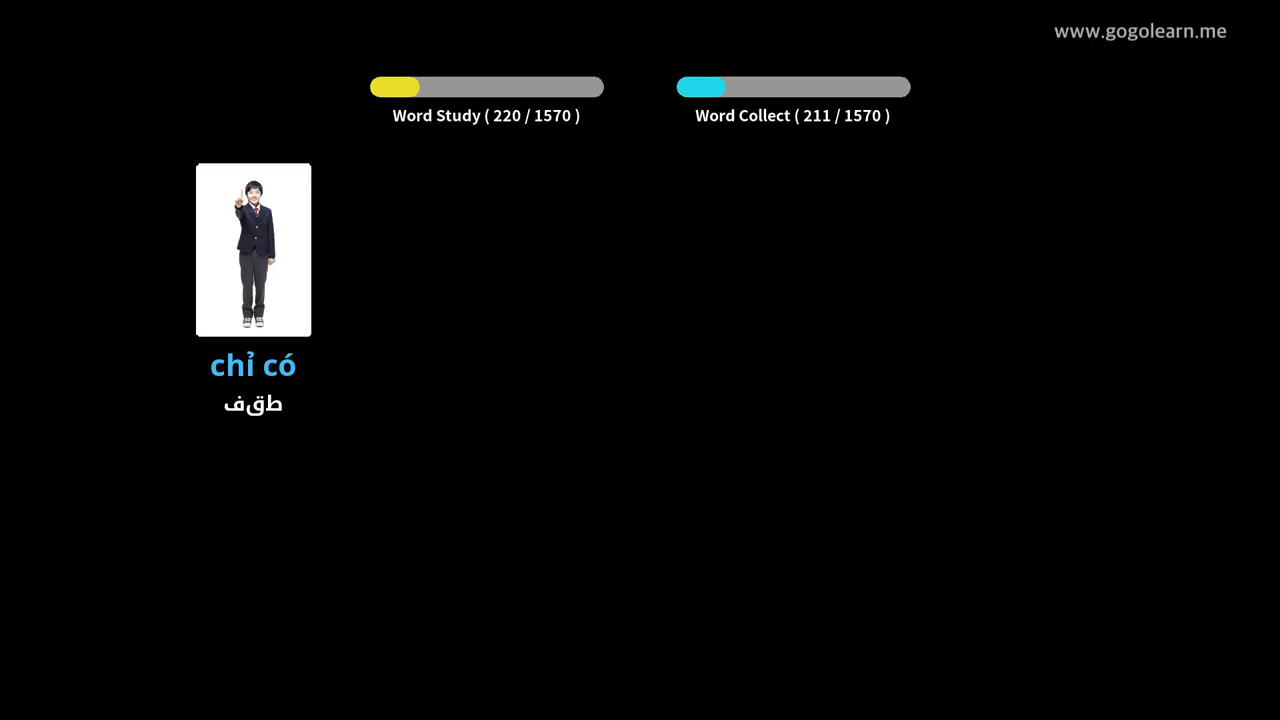 www.gogolearn.me
Word Study ( 220 / 1570 )
Word Collect ( 211 / 1570 )
chỉ có
طقف